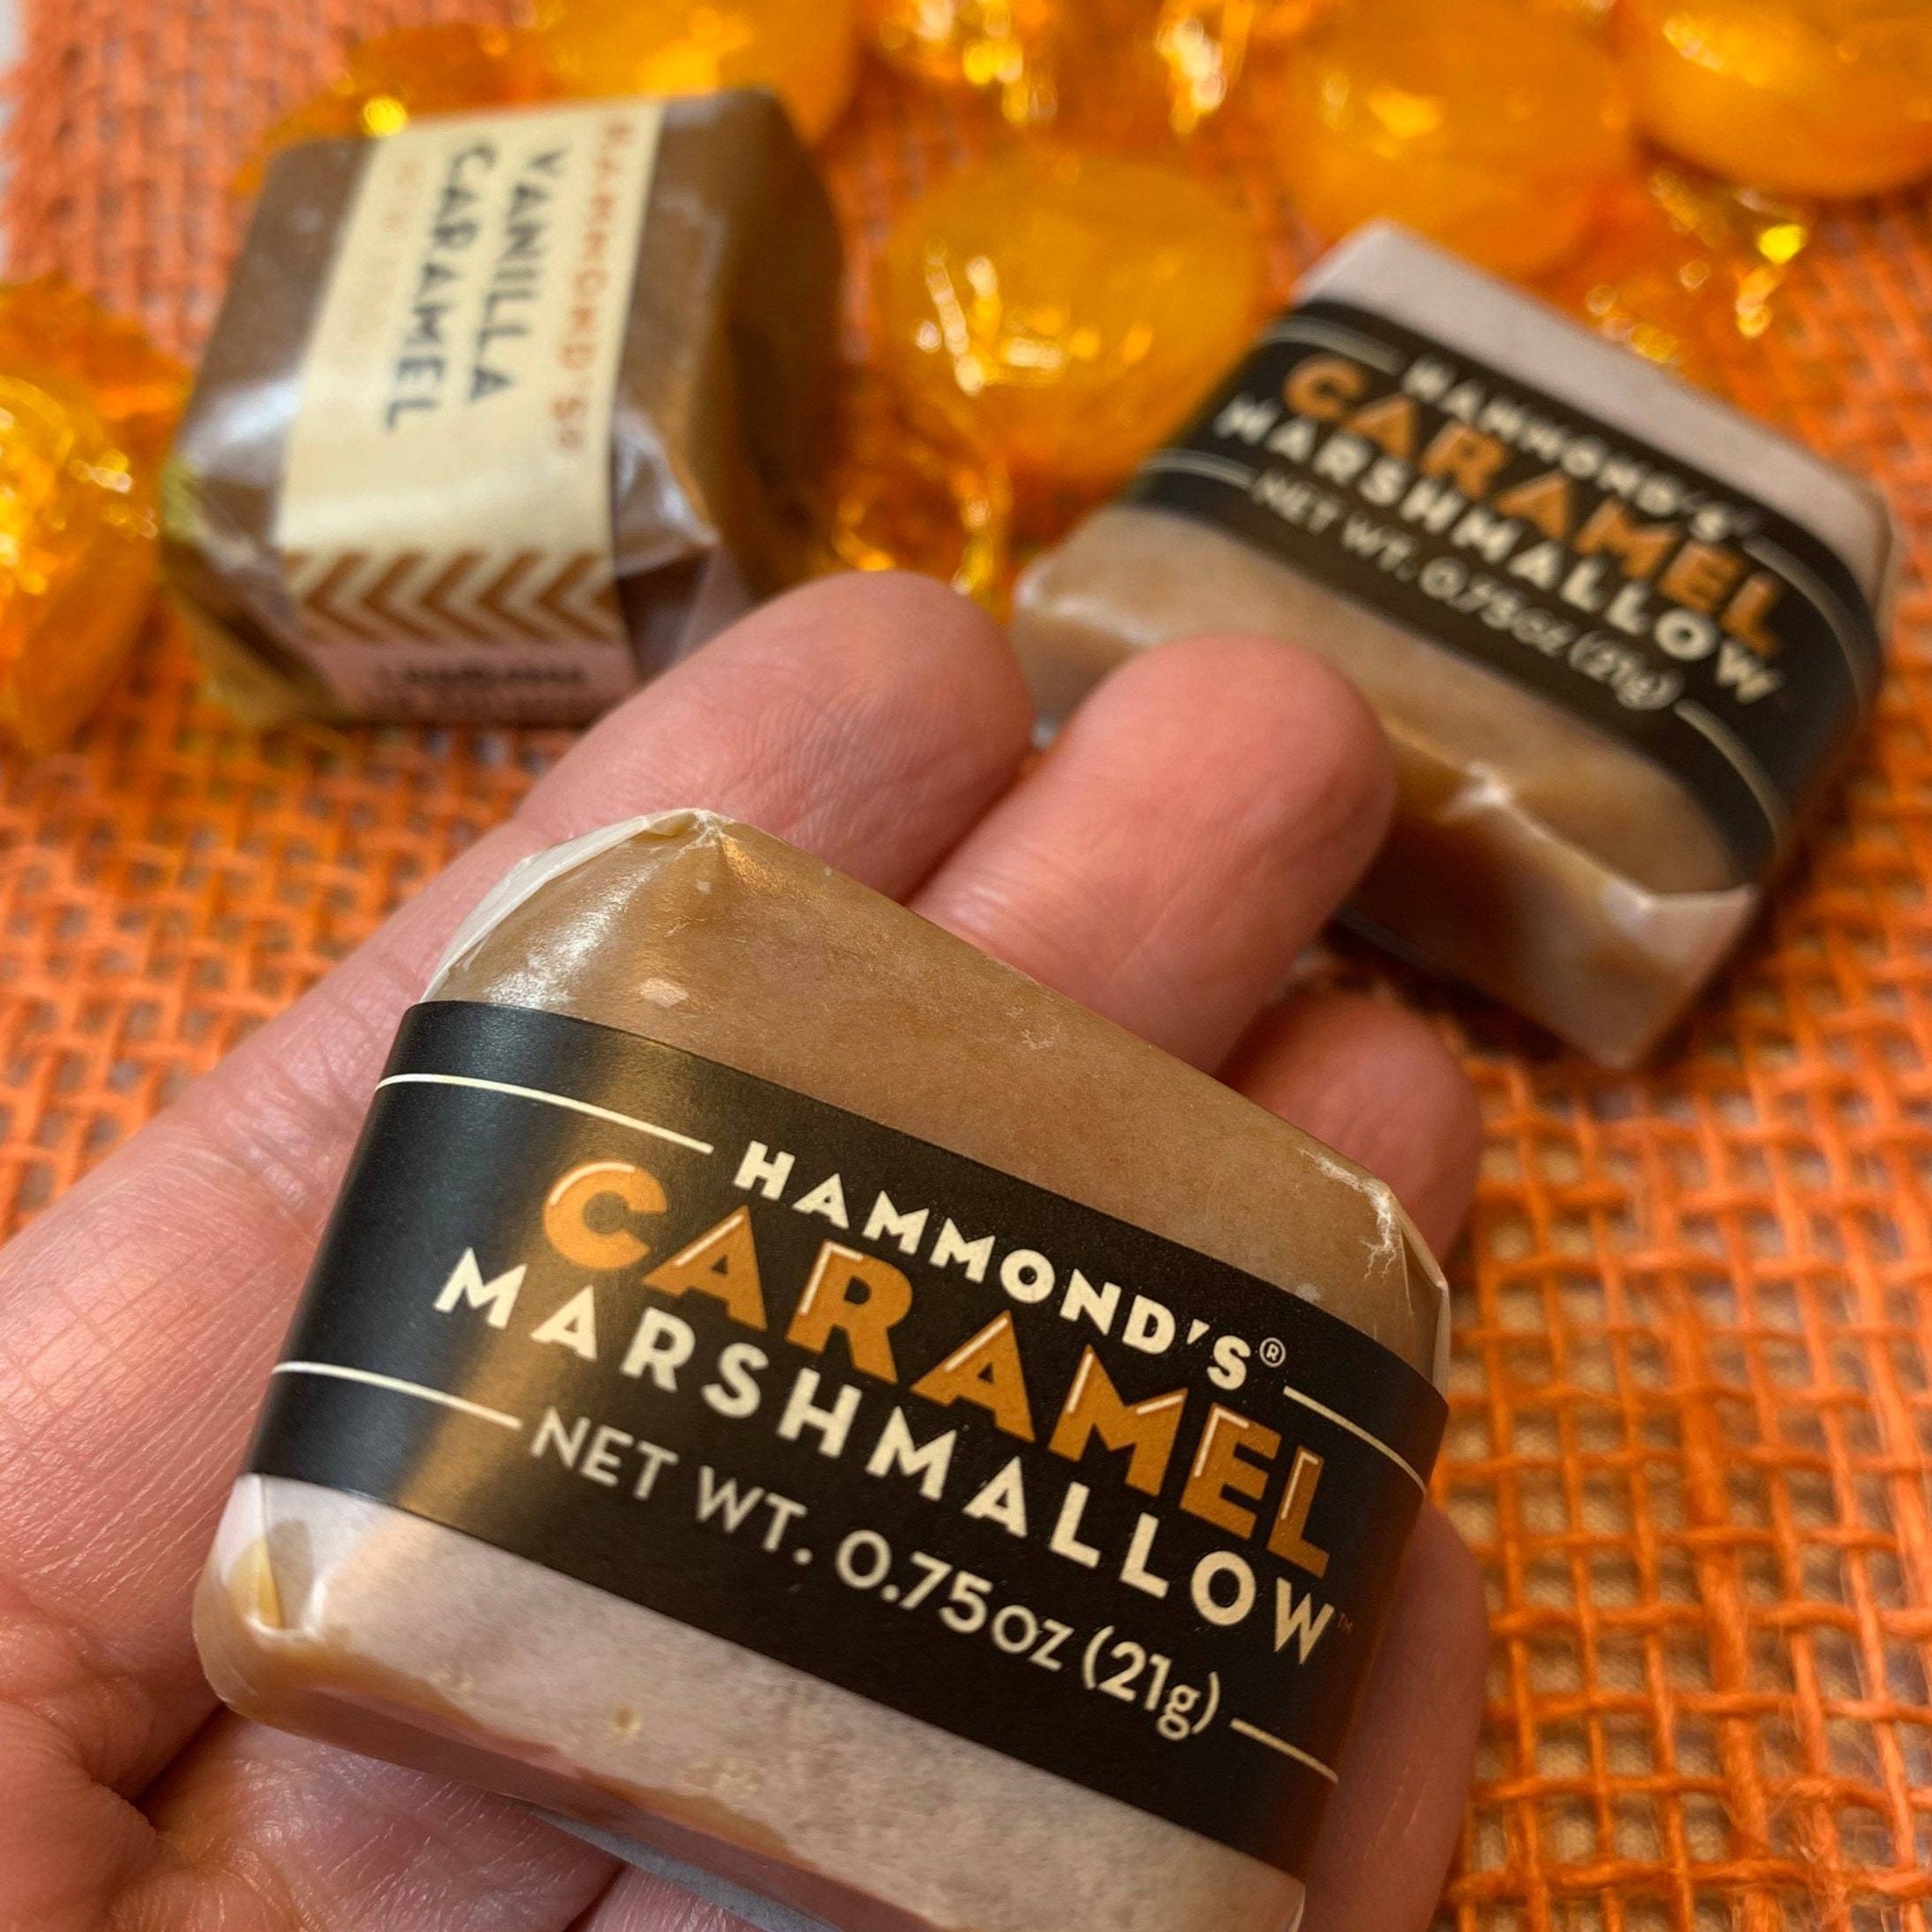 HAMMOND'S®
VANILLA
CARAMEL
HAMMOND'S
CARAMEL
MARSHMALLOW
NET WT. 0.75oz (21g)
HAMMOND'S®
CARAMEL
MARSHMALLOW™
NET WT. 0.75oz (21g)